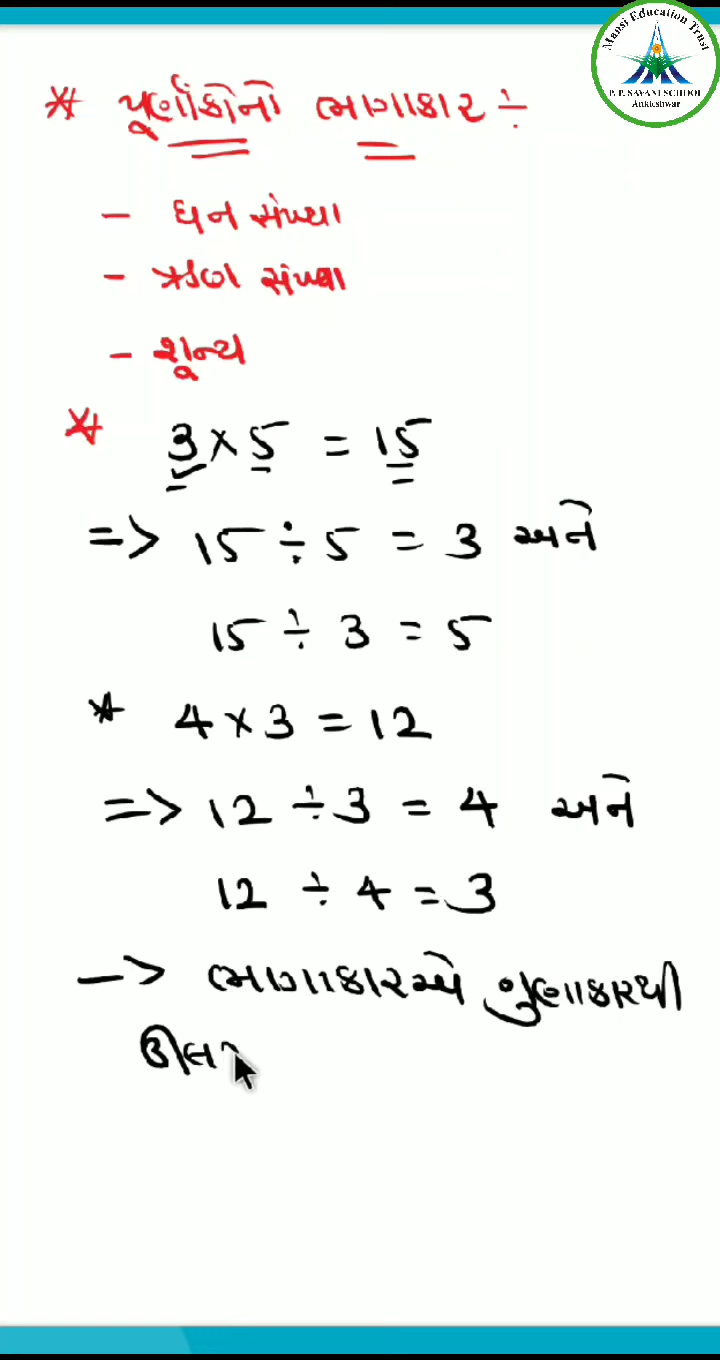 Mansi Education Trust
P. P. SAVANI SCHOOL
Ankleshwar
* પૂર્ણાંકોનો ભાગાકાર ÷
- ધન સંખ્યા
- ઋણ સંખ્યા
- શૂન્ય
* 3 × 5 = 15
=> 15 ÷ 5 = 3 અને
15 ÷ 3 = 5
* 4 × 3 = 12
=> 12 ÷ 3 = 4 અને
12 ÷ 4 = 3
-> ભાગાકારએ ગુણાકારથી